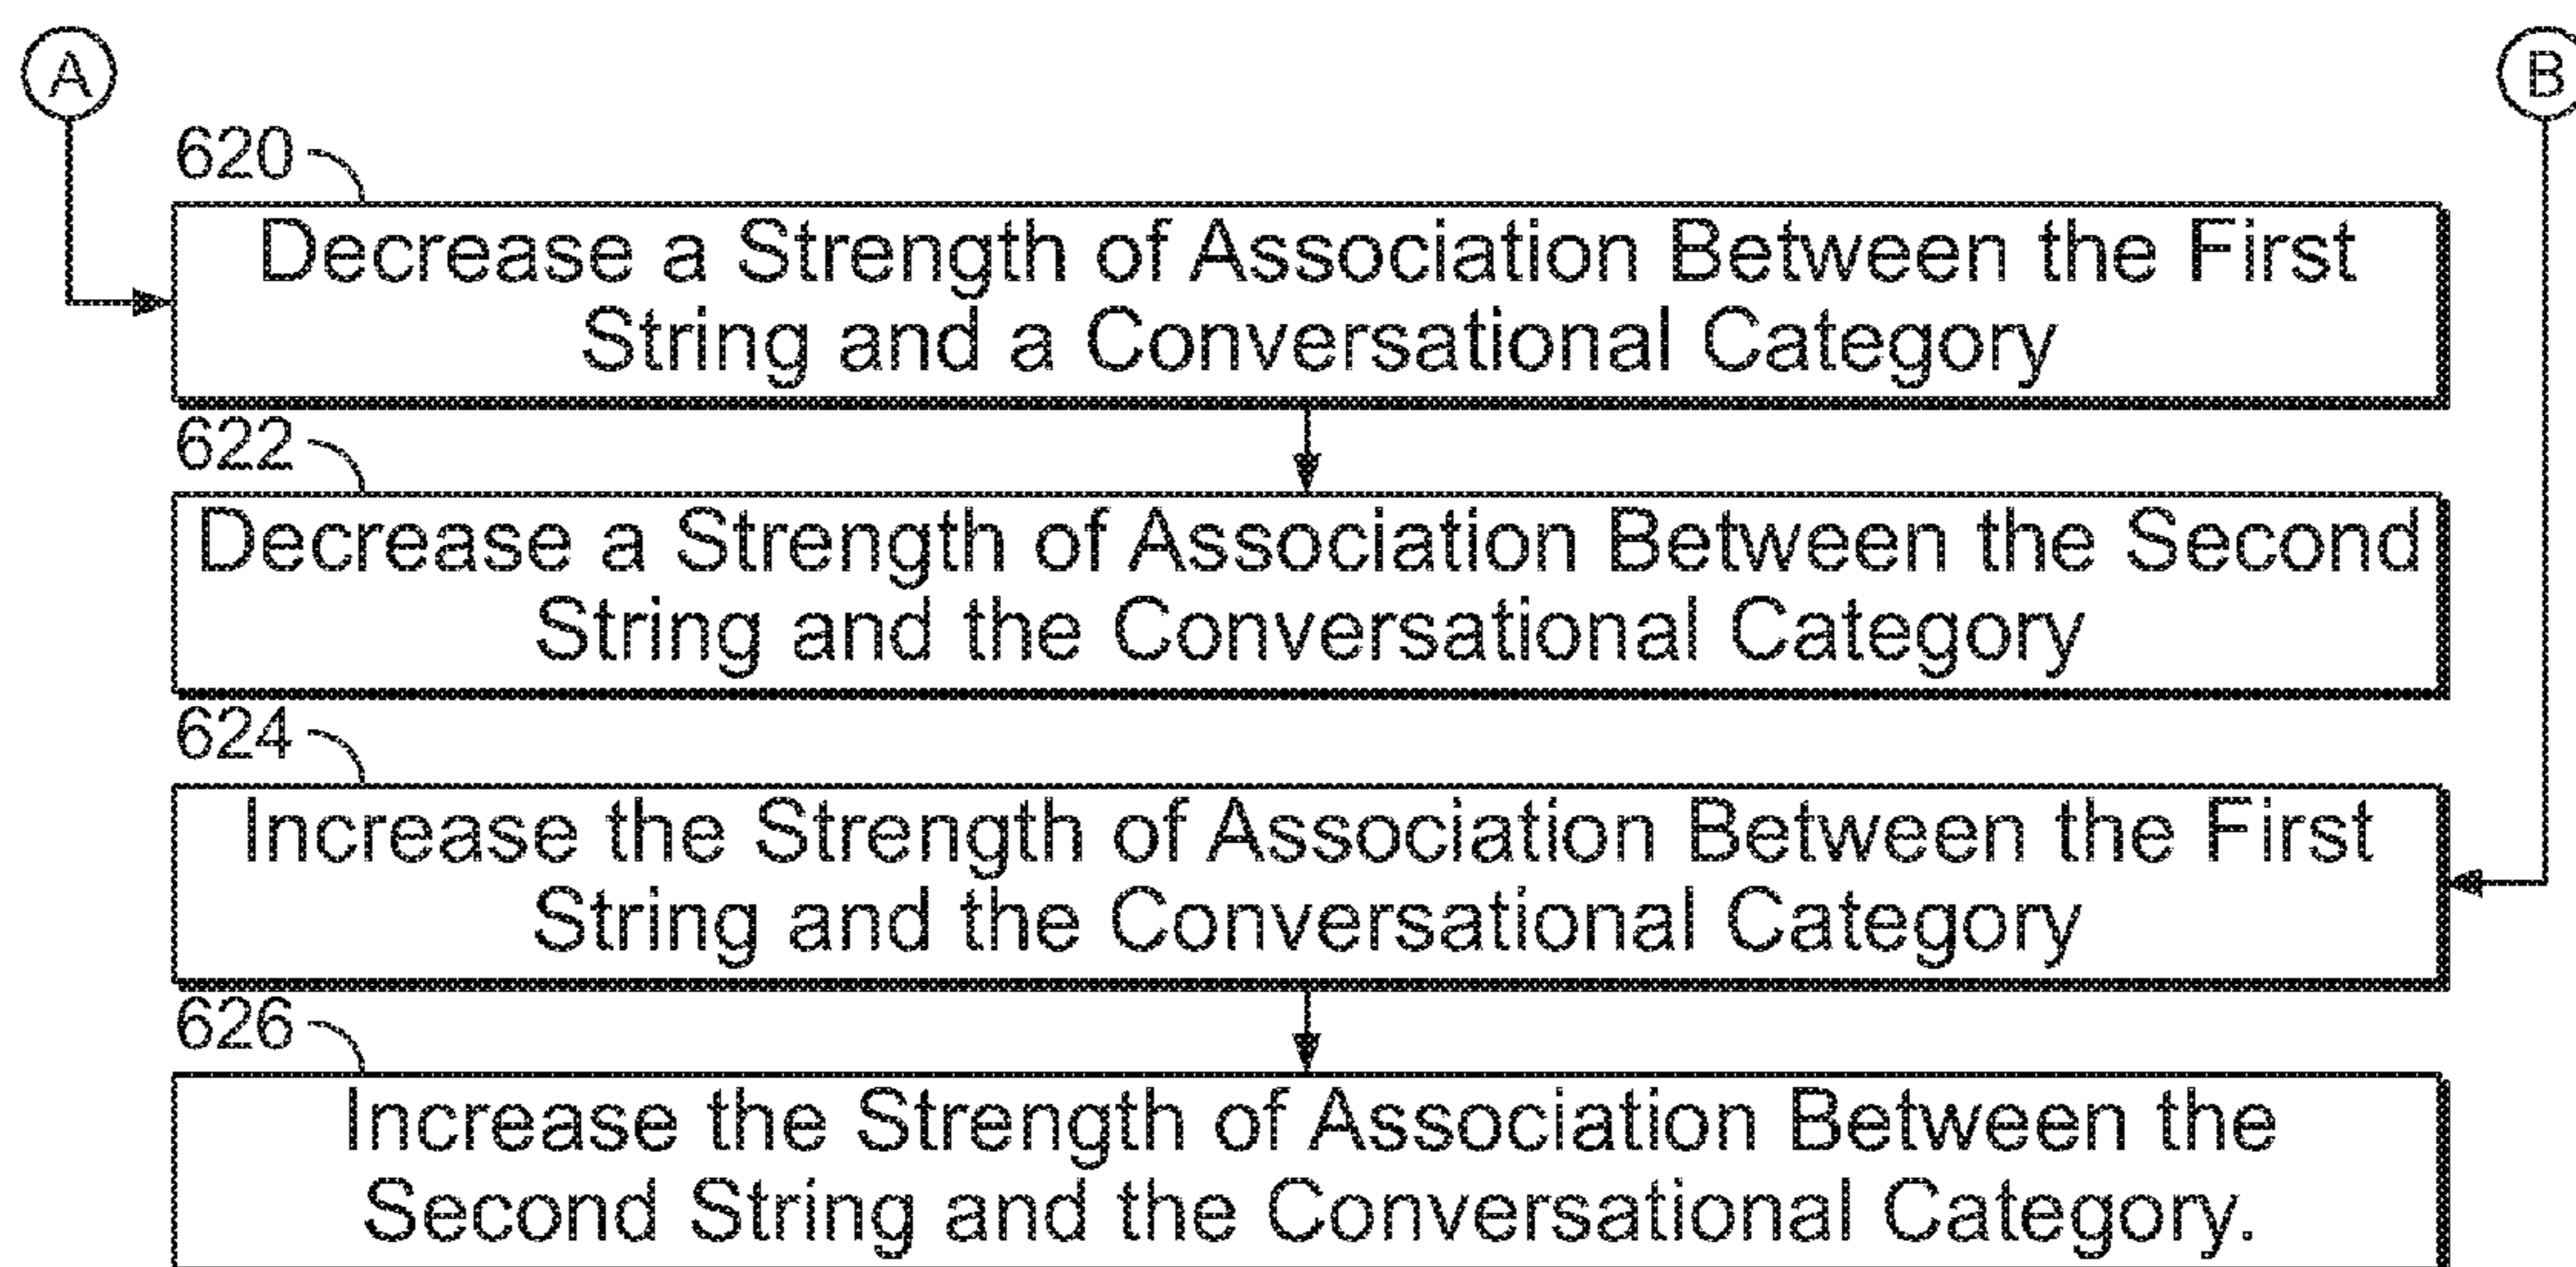 A
B
620
Decrease a Strength of Association Between the First
String and a Conversational Category
622
Decrease a Strength of Association Between the Second
String and the Conversational Category
624
Increase the Strength of Association Between the First
String and the Conversational Category
626
Increase the Strength of Association Between the
Second String and the Conversational Category.